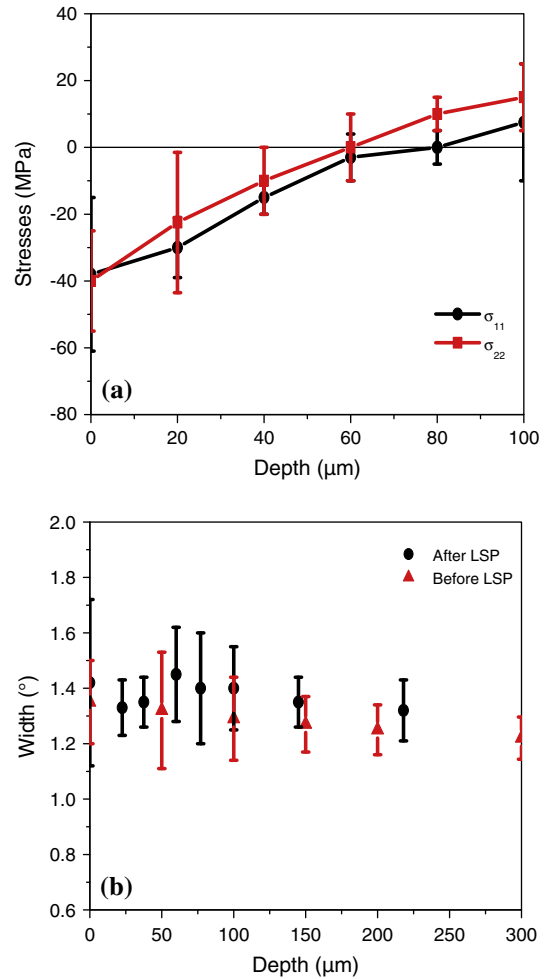 40
20
0
-20
-40
-60
-80
Stresses (MPa)
σ11
σ22
(a)
0 20 40 60 80 100
Depth (μm)
2.0
1.8
1.6
1.4
1.2
1.0
0.8
0.6
Width (°)
After LSP
Before LSP
(b)
0 50 100 150 200 250 300
Depth (μm)